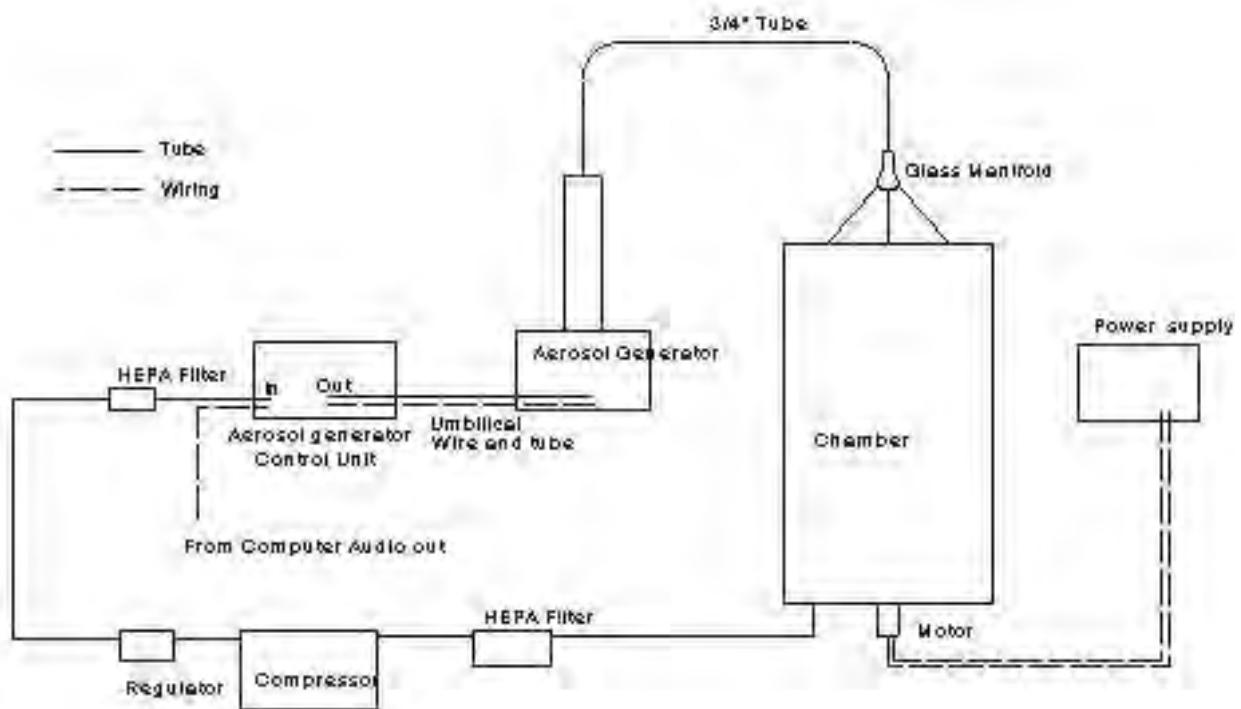 3/4" Tube
Tube
Wiring
Glass Manifold
Power supply
HEPA Filter
In
Out
Aerosol Generator
Umbilical
Wire and tube
Aerosol generator
Control Unit
Chamber
From Computer Audio out
HEPA Filter
Motor
Regulator
Compressor